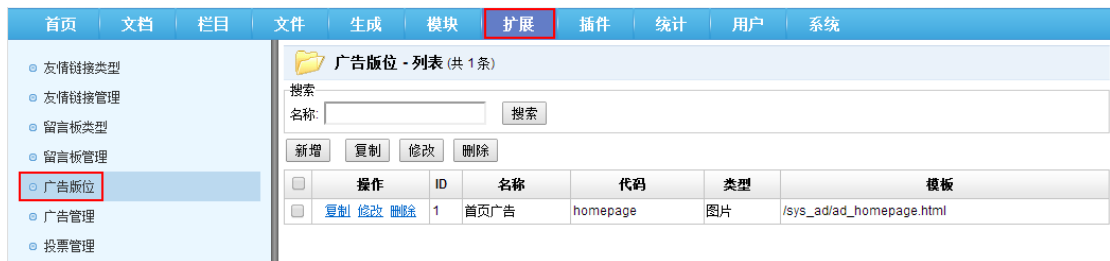 首页 文档 栏目 文件 生成 模块 扩展 插件 统计 用户 系统
友情链接类型
友情链接管理
留言板类型
留言板管理
广告版位
广告管理
投票管理
广告版位 - 列表 (共 1 条)
搜索
名称: 搜索
新增 复制 修改 删除
操作 ID 名称 代码 类型 模板
复制 修改 删除 1 首页广告 homepage 图片 /sys_ad/ad_homepage.html